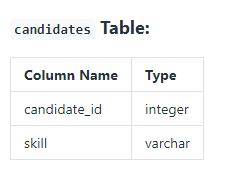 candidates Table:
Column Name Type
candidate_id integer
skill varchar